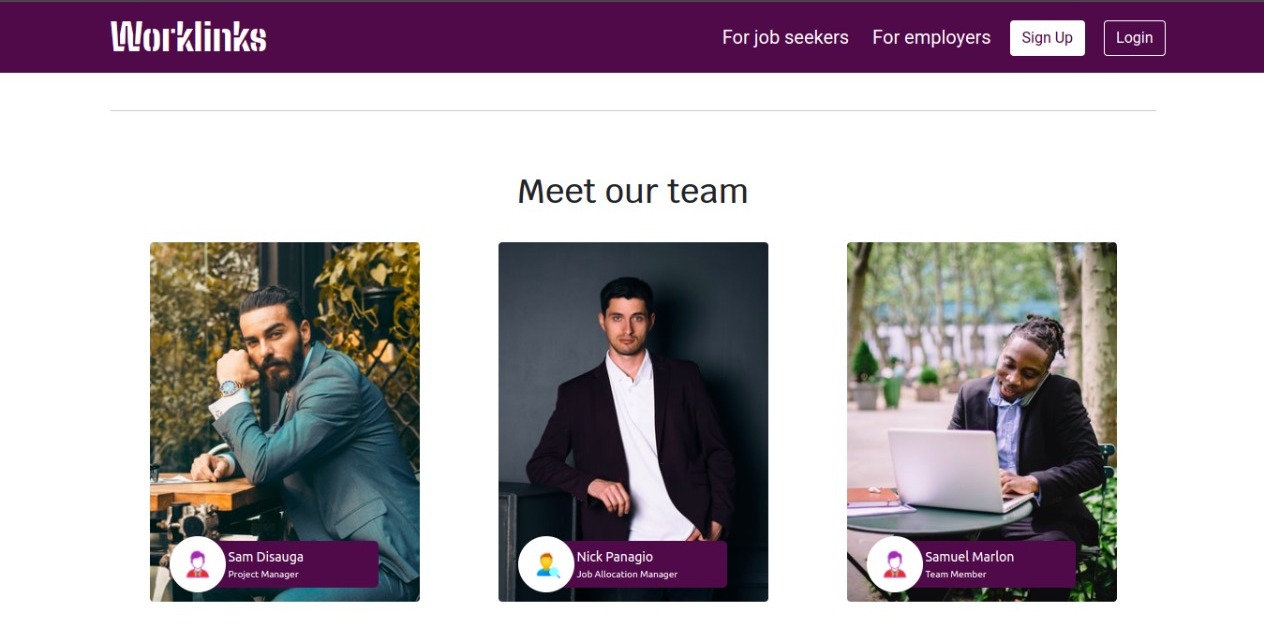 Worklinks
For job seekers
For employers
Sign Up
Login
Meet our team
Sam Disauga
Project Manager
Nick Panagio
Job Allocation Manager
Samuel Marlon
Team Member